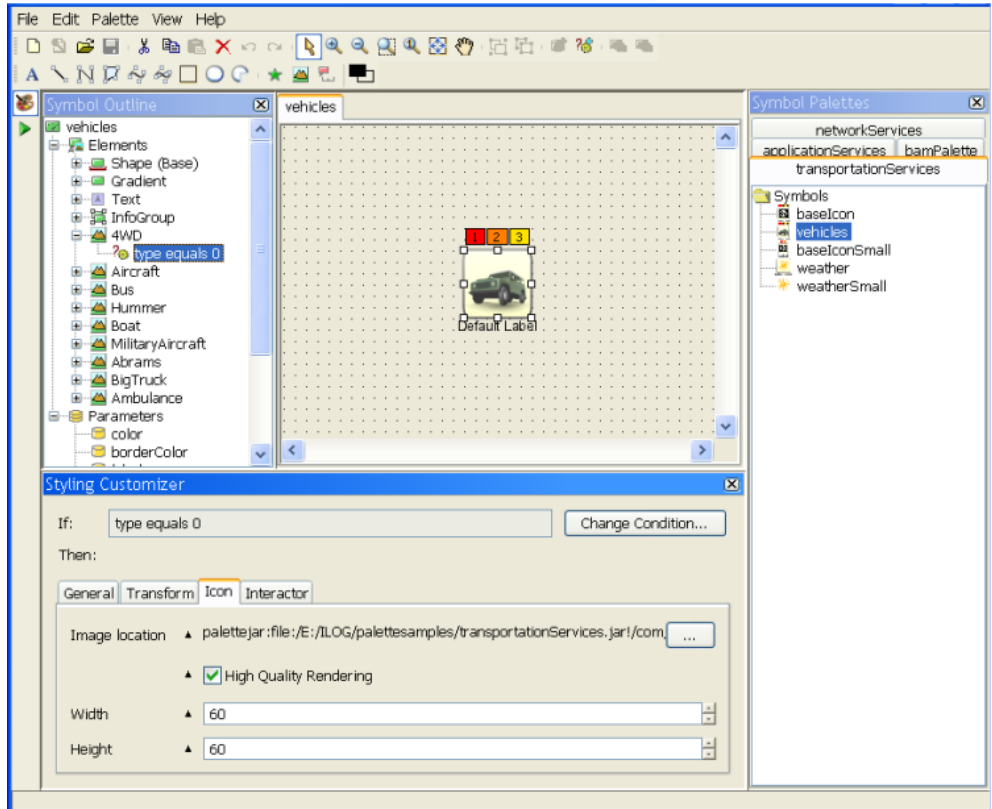 File Edit Palette View Help
Symbol Outline
vehicles
Elements
Shape (Base)
Gradient
Text
InfoGroup
4WD
type equals 0
Aircraft
Bus
Hummer
Boat
MilitaryAircraft
Abrams
BigTruck
Ambulance
Parameters
color
borderColor
vehicles
1 2 3
Default Label
Symbol Palettes
networkServices
applicationServices bamPalette
transportationServices
Symbols
baseIcon
vehicles
baseIconSmall
weather
weatherSmall
Styling Customizer
If: type equals 0 Change Condition...
Then:
General Transform Icon Interactor
Image location palettejar:file:/E:/ILOG/palettesamples/transportationServices.jar!/com, ...
High Quality Rendering
Width 60
Height 60